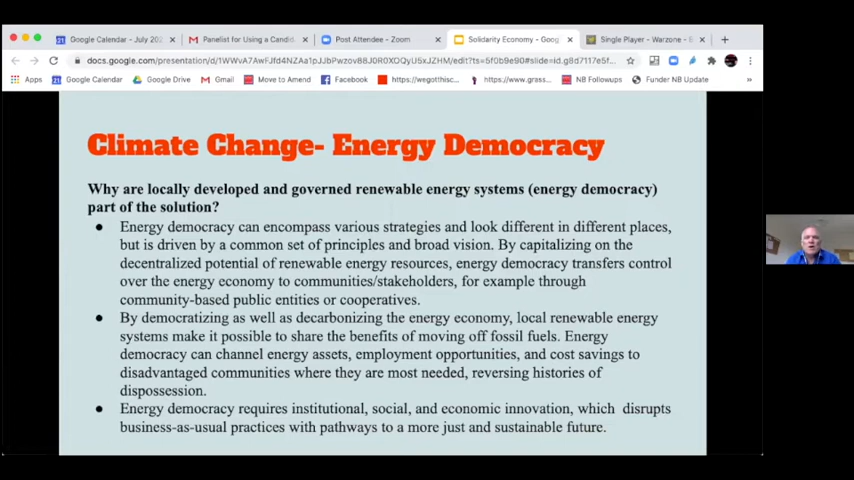 Google Calendar - July 202
Panelist for Using a Candid
Post Attendee - Zoom
Solidarity Economy - Goog
Single Player - Warzone - B
docs.google.com/presentation/d/1WWvA7AwFJfd4NZAa1pJJbPwzov88J0R0XOQyU5xJZHM/edit?ts=5f0b9e90#slide=id.g8d7117e5f...
Apps
Google Calendar
Google Drive
Gmail
Move to Amend
Facebook
https://wegotthisc...
https://www.grass...
NB Followups
Funder NB Update
Climate Change- Energy Democracy
Why are locally developed and governed renewable energy systems (energy democracy)
part of the solution?
● Energy democracy can encompass various strategies and look different in different places,
but is driven by a common set of principles and broad vision. By capitalizing on the
decentralized potential of renewable energy resources, energy democracy transfers control
over the energy economy to communities/stakeholders, for example through
community-based public entities or cooperatives.
● By democratizing as well as decarbonizing the energy economy, local renewable energy
systems make it possible to share the benefits of moving off fossil fuels. Energy
democracy can channel energy assets, employment opportunities, and cost savings to
disadvantaged communities where they are most needed, reversing histories of
dispossession.
● Energy democracy requires institutional, social, and economic innovation, which disrupts
business-as-usual practices with pathways to a more just and sustainable future.